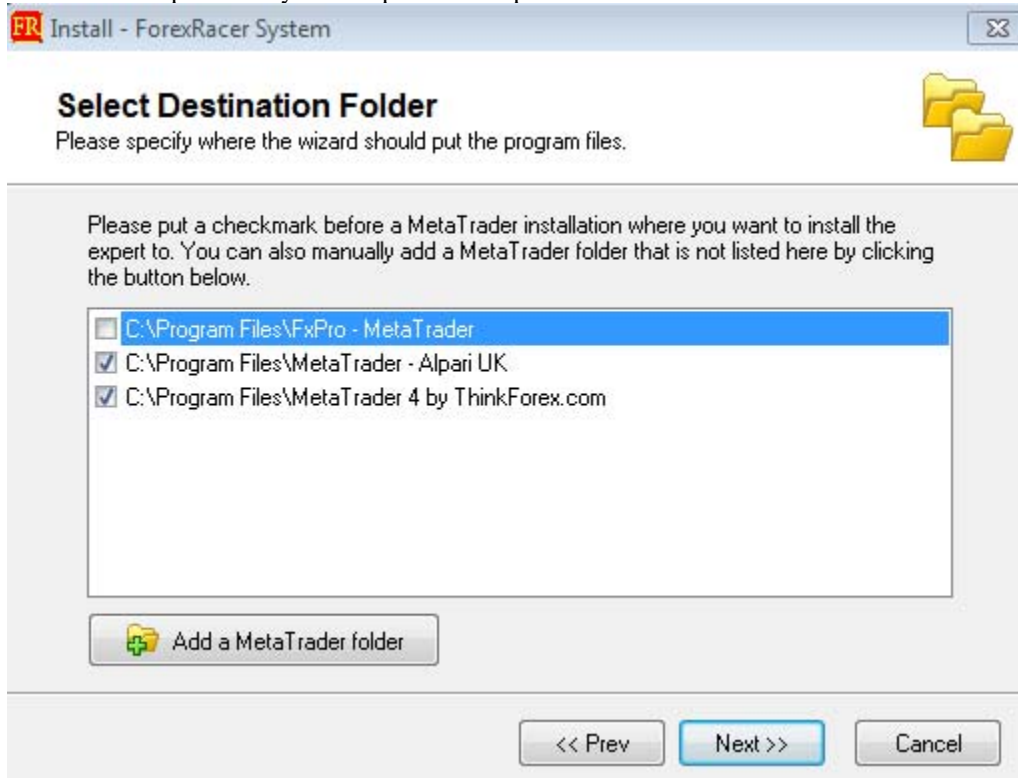 FR Install - ForexRacer System
Select Destination Folder
Please specify where the wizard should put the program files.
Please put a checkmark before a MetaTrader installation where you want to install the
expert to. You can also manually add a MetaTrader folder that is not listed here by clicking
the button below.
C:\Program Files\FxPro - MetaTrader
C:\Program Files\MetaTrader - Alpari UK
C:\Program Files\MetaTrader 4 by ThinkForex.com
Add a MetaTrader folder
<< Prev Next >> Cancel